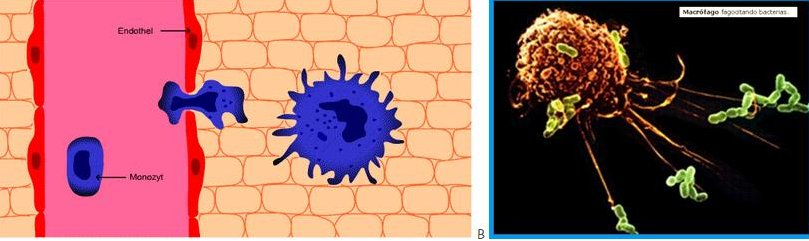 Endothel
Monozyt
B
Macrófago fagocitando bacterias.